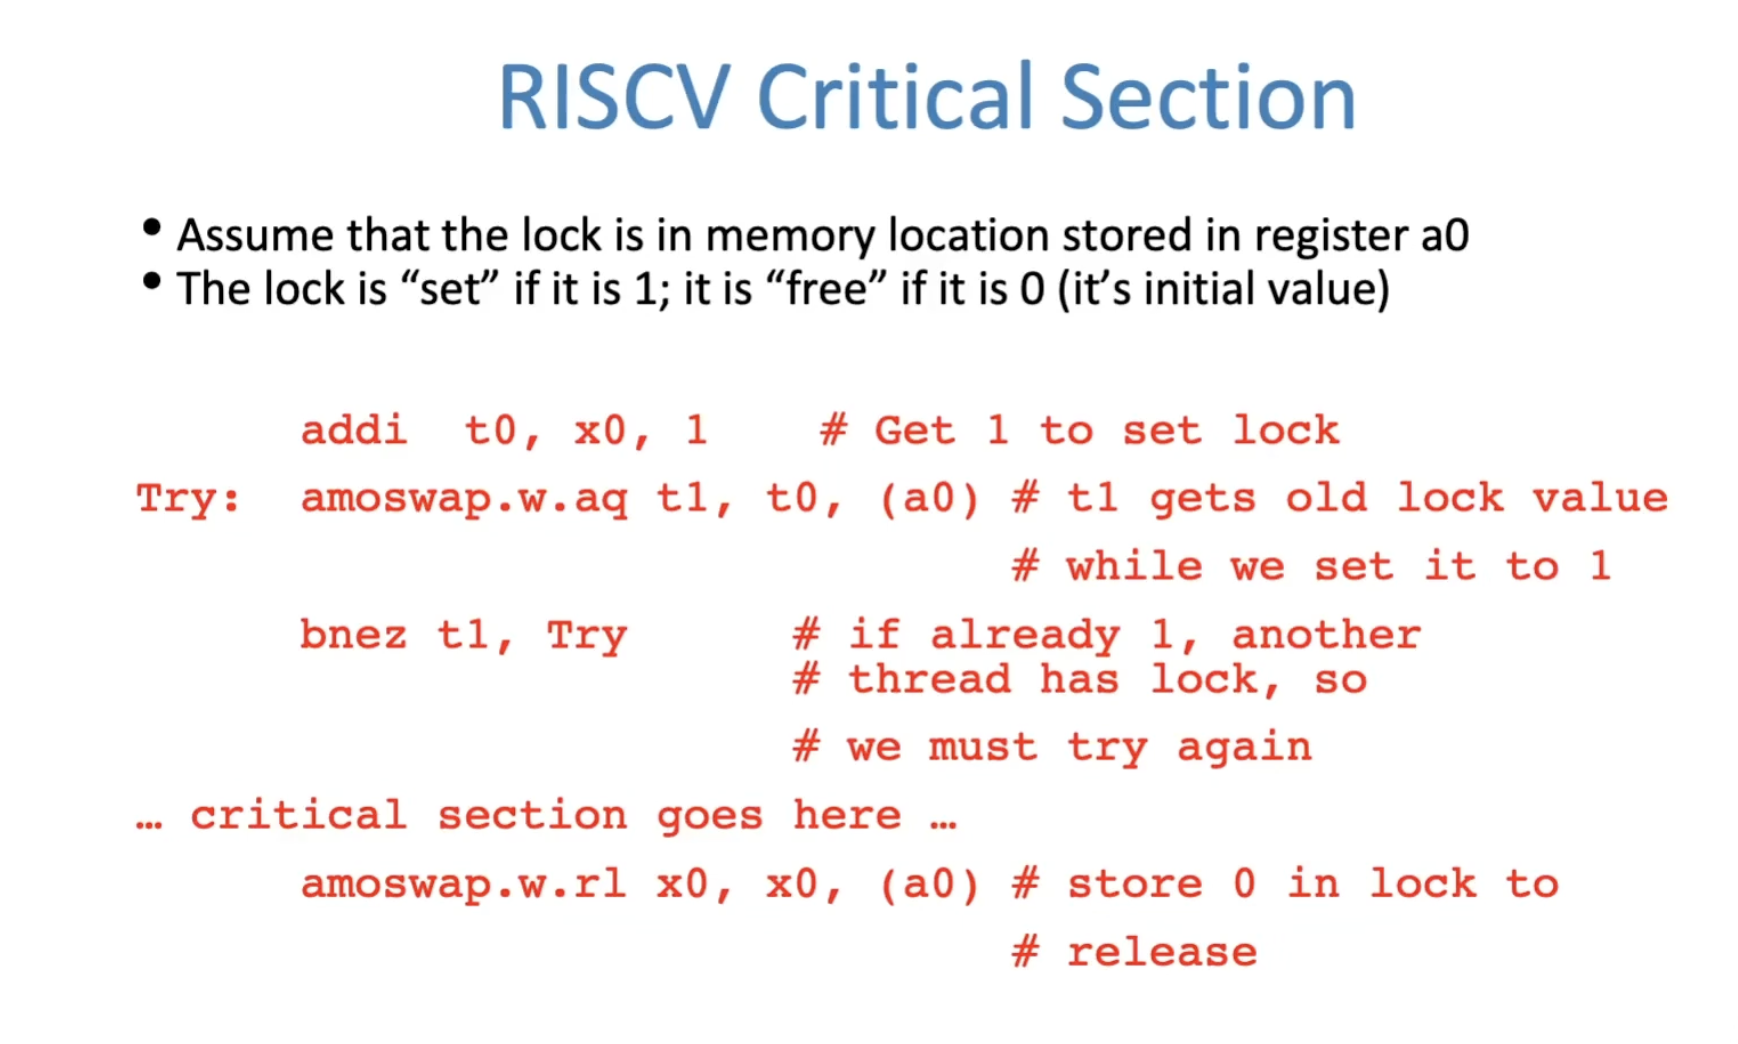 RISCV Critical Section
• Assume that the lock is in memory location stored in register a0
• The lock is “set” if it is 1; it is “free” if it is 0 (it’s initial value)
addi t0, x0, 1 # Get 1 to set lock
Try: amoswap.w.aq t1, t0, (a0) # t1 gets old lock value
# while we set it to 1
bnez t1, Try # if already 1, another
# thread has lock, so
# we must try again
… critical section goes here …
amoswap.w.rl x0, x0, (a0) # store 0 in lock to
# release